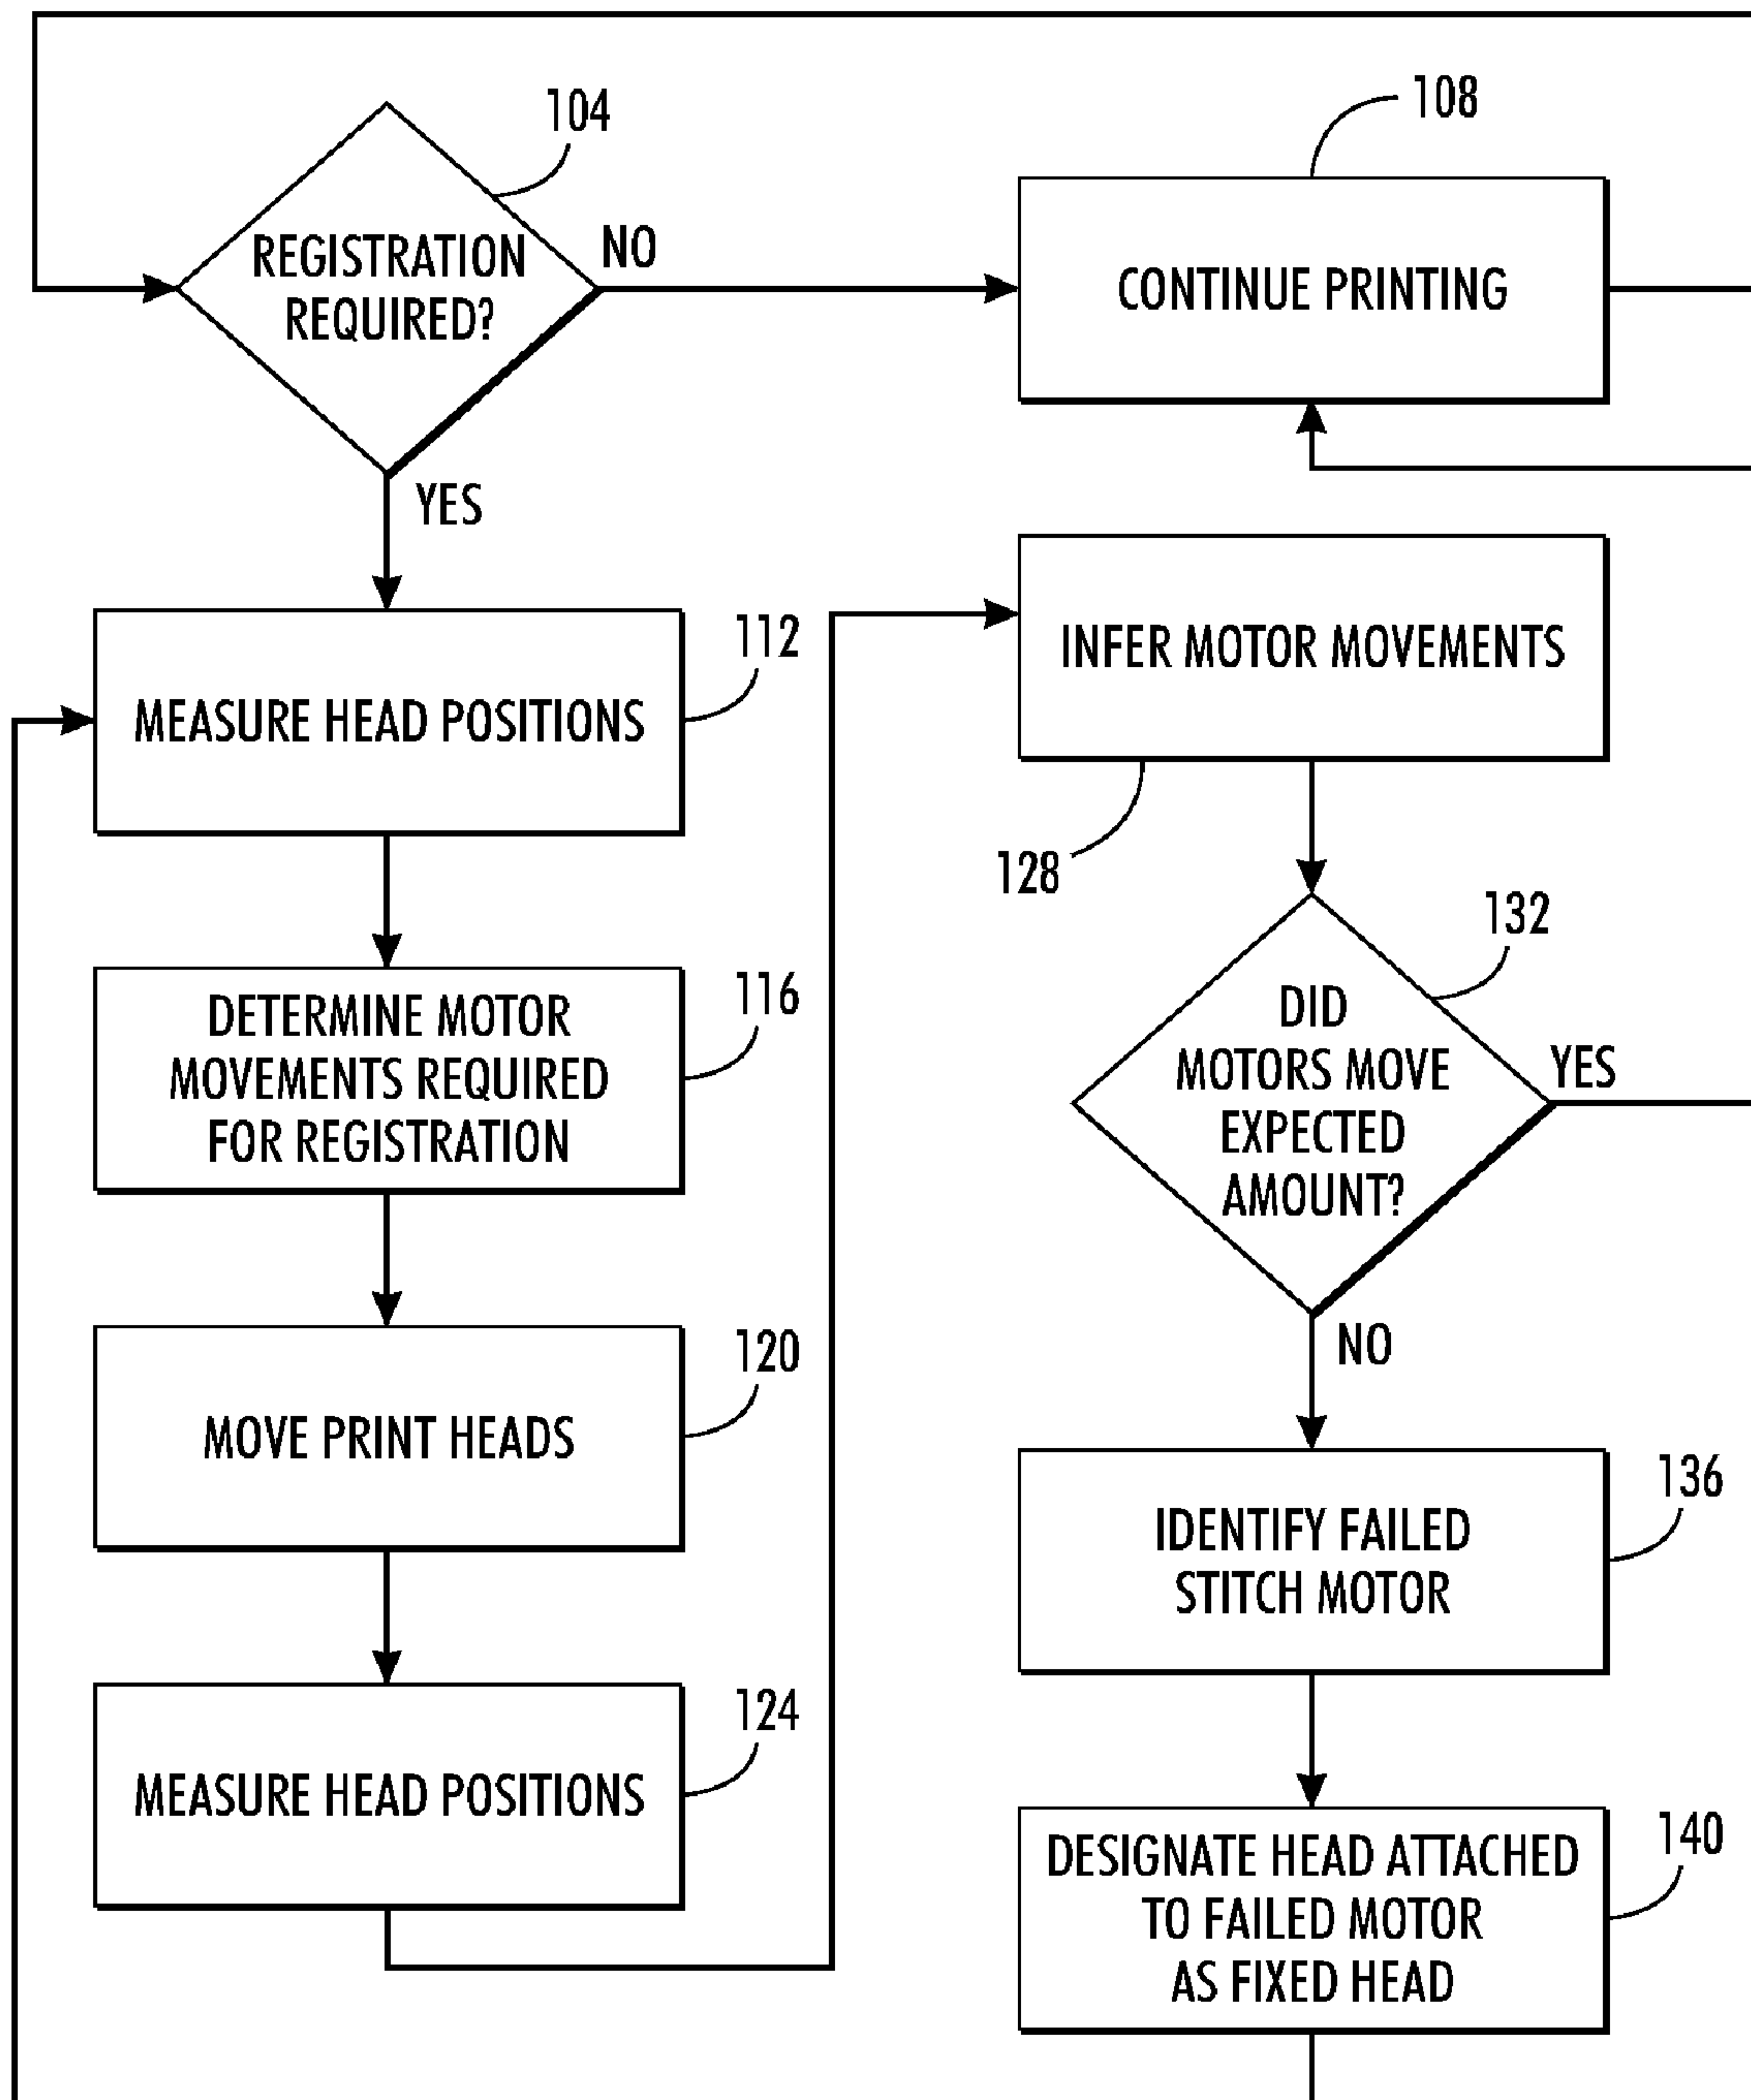 104
REGISTRATION
REQUIRED?
NO
YES
108
CONTINUE PRINTING
112
MEASURE HEAD POSITIONS
116
DETERMINE MOTOR
MOVEMENTS REQUIRED
FOR REGISTRATION
120
MOVE PRINT HEADS
124
MEASURE HEAD POSITIONS
INFER MOTOR MOVEMENTS
128
132
DID
MOTORS MOVE
EXPECTED
AMOUNT?
YES
NO
136
IDENTIFY FAILED
STITCH MOTOR
140
DESIGNATE HEAD ATTACHED
TO FAILED MOTOR
AS FIXED HEAD